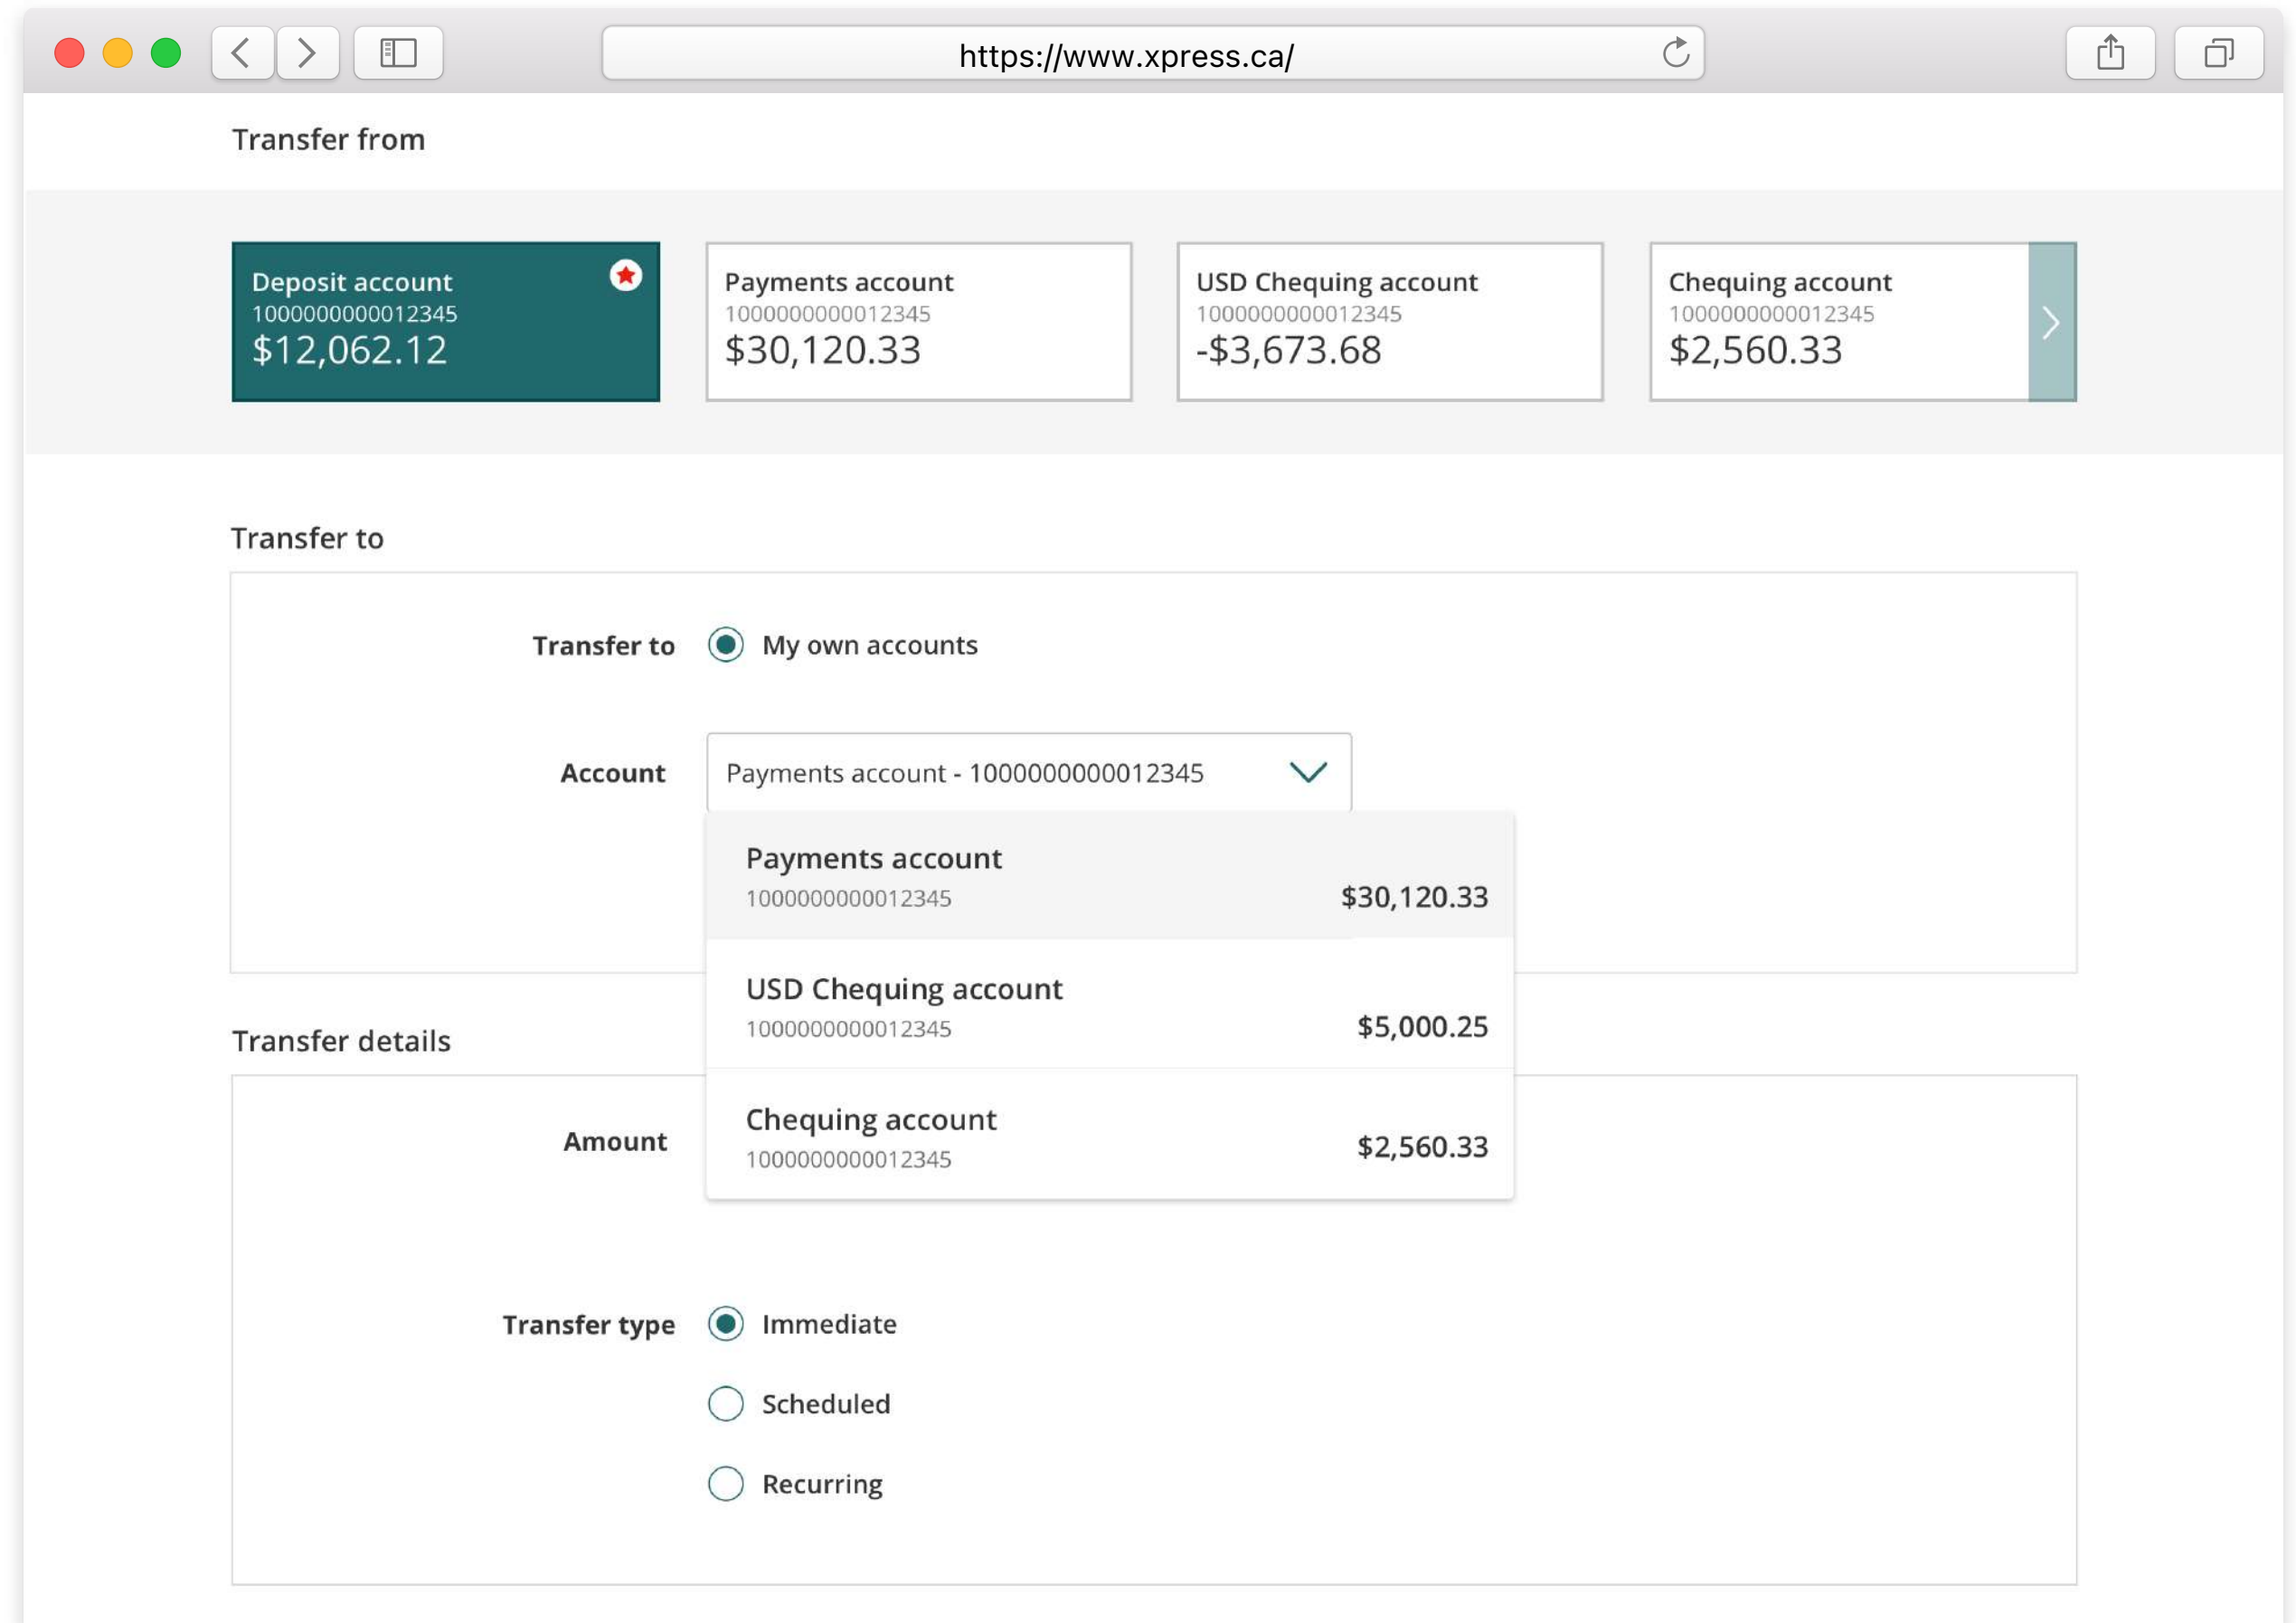 https://www.xpress.ca/
Transfer from
Deposit account
1000000000012345
$12,062.12
Payments account
1000000000012345
$30,120.33
USD Chequing account
1000000000012345
-$3,673.68
Chequing account
1000000000012345
$2,560.33
Transfer to
Transfer to My own accounts
Account Payments account - 1000000000012345
Payments account
1000000000012345 $30,120.33
USD Chequing account
1000000000012345 $5,000.25
Transfer details
Chequing account
1000000000012345 $2,560.33
Amount
Transfer type Immediate
Scheduled
Recurring